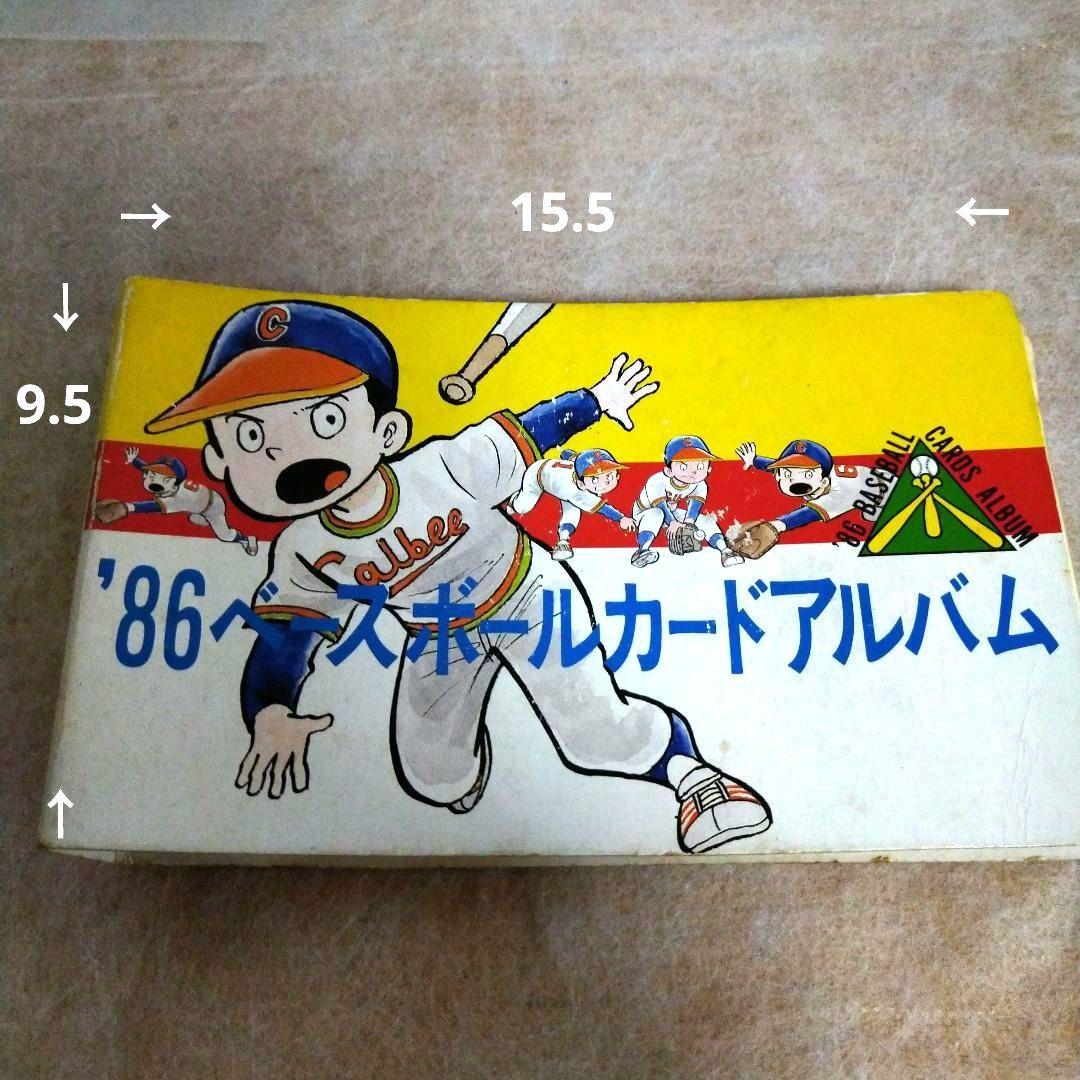 → 15.5 ←
↓
9.5
↑
C
Calbee
'86 BASEBALL CARDS ALBUM
'86ベースボールカードアルバム